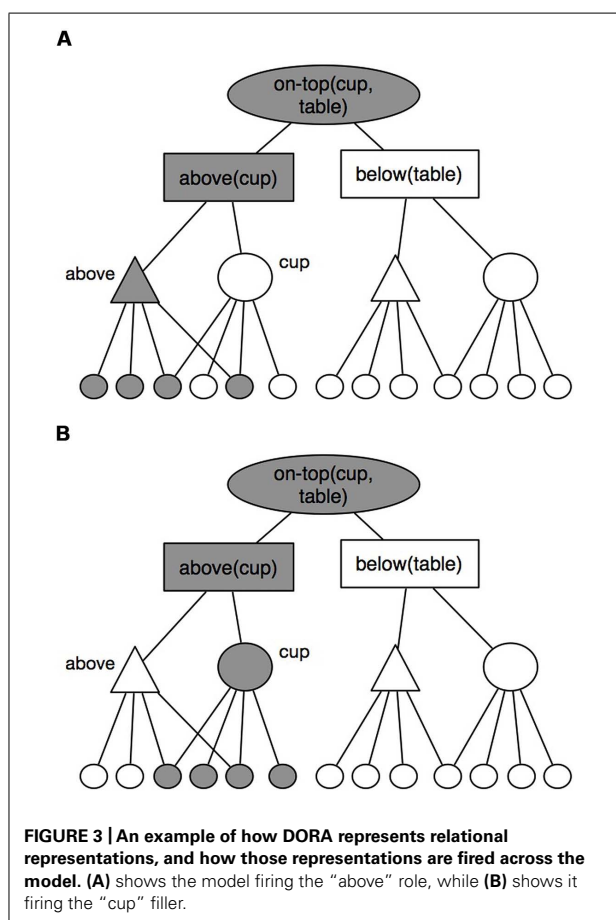 A
on-top(cup,
table)
above(cup)
below(table)
above
cup
B
on-top(cup,
table)
above(cup)
below(table)
above
cup
FIGURE 3 | An example of how DORA represents relational
representations, and how those representations are fired across the
model. (A) shows the model firing the “above” role, while (B) shows it
firing the “cup” filler.